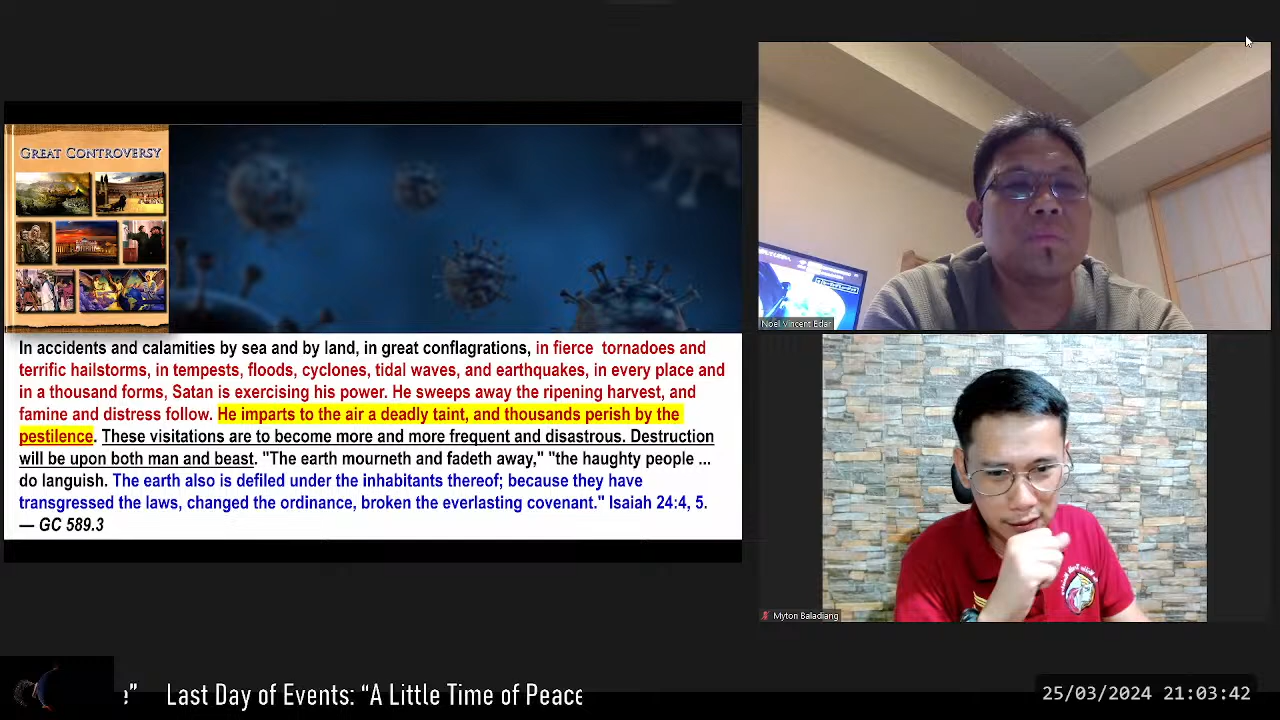 GREAT CONTROVERSY
In accidents and calamities by sea and by land, in great conflagrations, in fierce tornadoes and
terrific hailstorms, in tempests, floods, cyclones, tidal waves, and earthquakes, in every place and
in a thousand forms, Satan is exercising his power. He sweeps away the ripening harvest, and
famine and distress follow. He imparts to the air a deadly taint, and thousands perish by the
pestilence. These visitations are to become more and more frequent and disastrous. Destruction
will be upon both man and beast. "The earth mourneth and fadeth away," "the haughty people ...
do languish. The earth also is defiled under the inhabitants thereof; because they have
transgressed the laws, changed the ordinance, broken the everlasting covenant." Isaiah 24:4, 5.
— GC 589.3
Noel Vincent Edar
Myton Baladiang
e” Last Day of Events: “A Little Time of Peace
25/03/2024 21:03:42